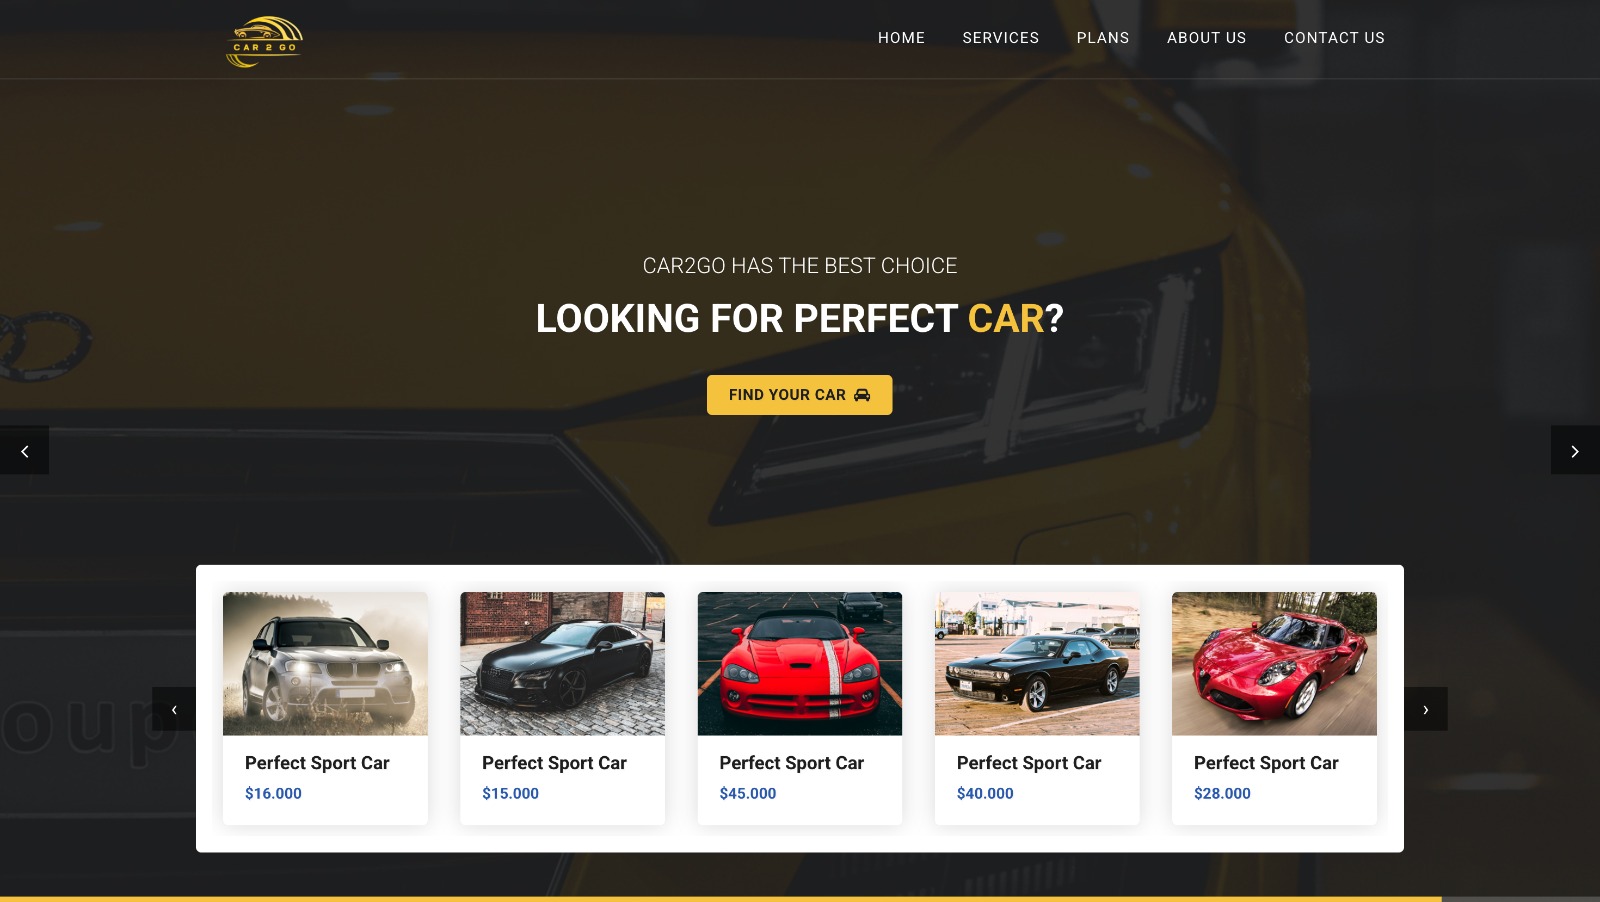 CAR 2 GO
HOME SERVICES PLANS ABOUT US CONTACT US
CAR2GO HAS THE BEST CHOICE
LOOKING FOR PERFECT CAR?
FIND YOUR CAR
oup
Perfect Sport Car
$16.000
Perfect Sport Car
$15.000
Perfect Sport Car
$45.000
Perfect Sport Car
$40.000
Perfect Sport Car
$28.000